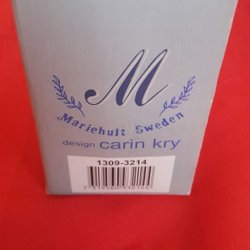 M
Mariehult Sweden
design carin kry
1309-3214